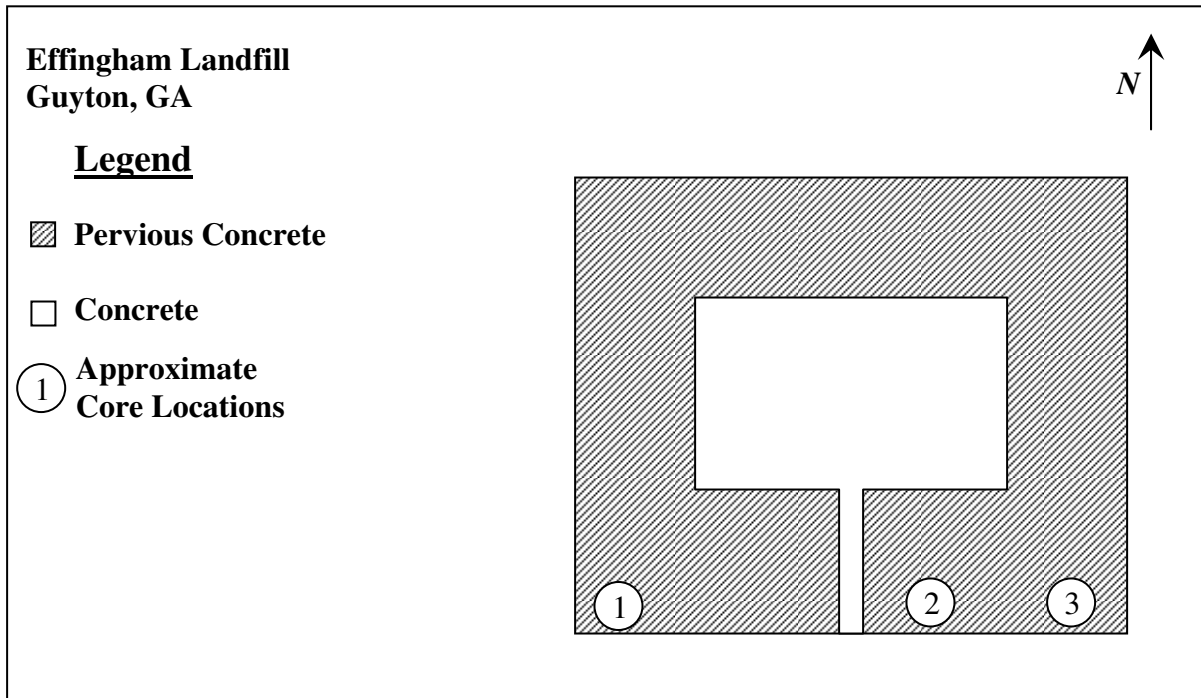 Effingham Landfill
Guyton, GA
N
Legend
Pervious Concrete
Concrete
1
Approximate
Core Locations
1
2
3